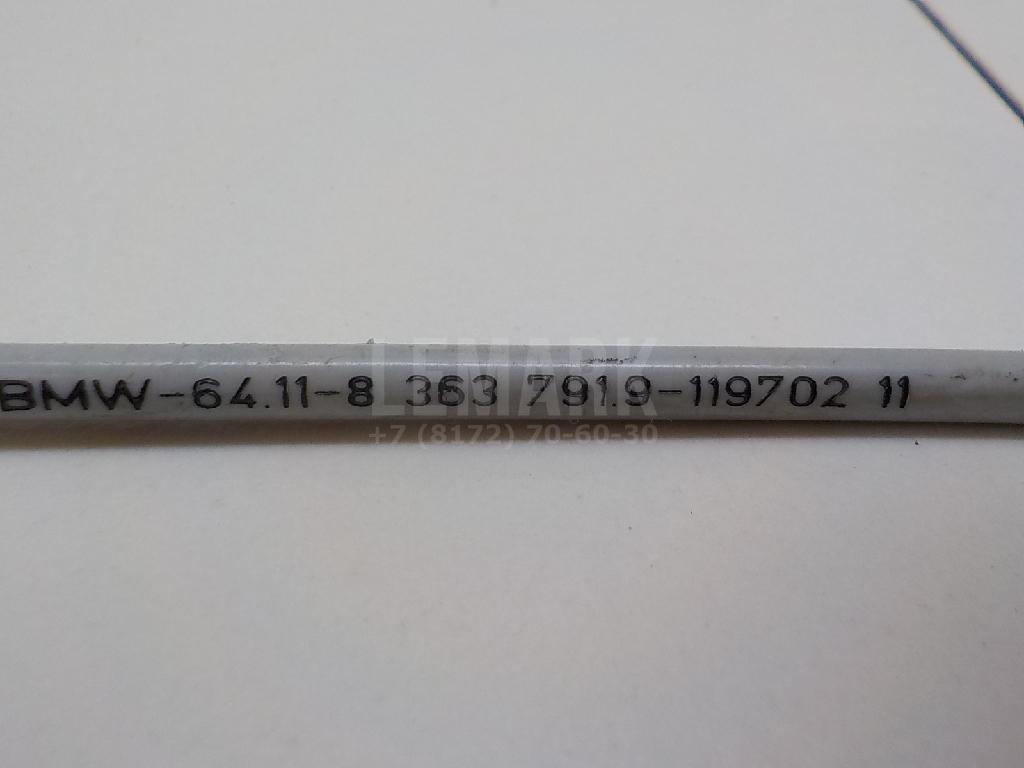 LEMARK
BMW-64.11-8 363 791.9-119702 11
+7 (8172) 70-60-30